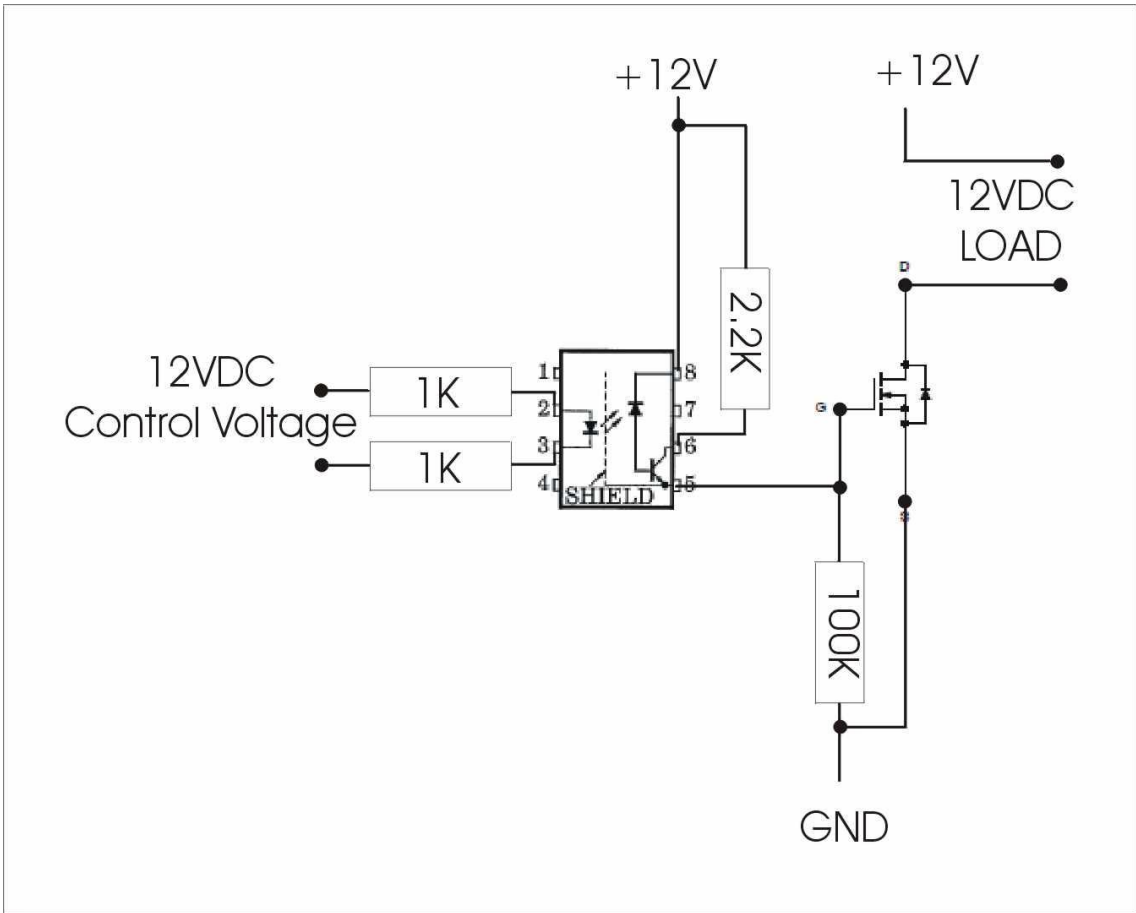 +12V
+12V
12VDC
LOAD
D
2.2K
12VDC
Control Voltage
1K
1K
1
2
3
4
8
7
6
5
SHIELD
G
100K
GND